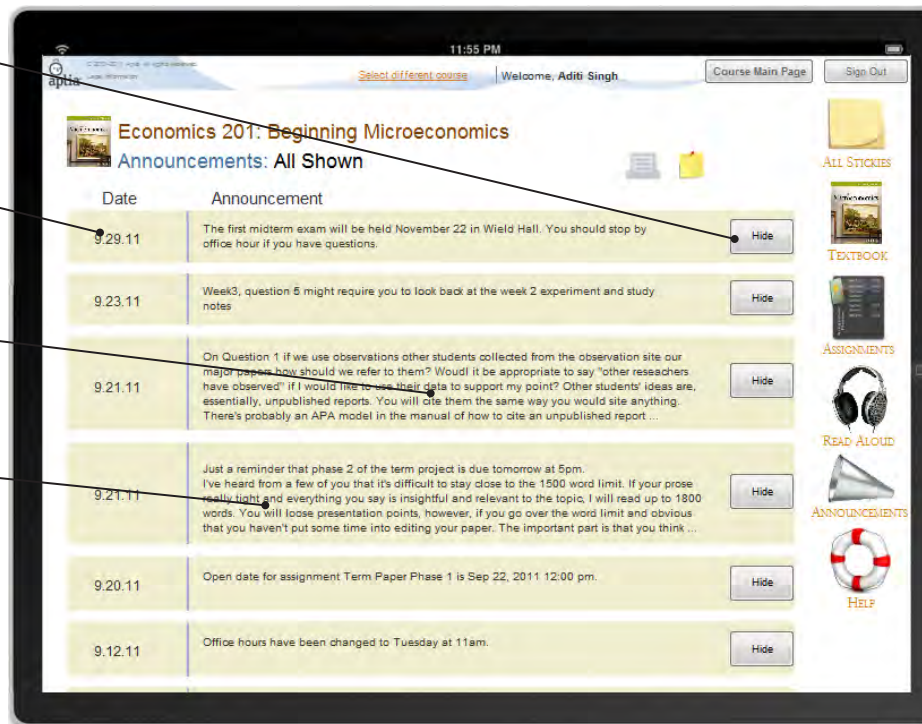 11:55 PM
© 2010-2011 Aplia. All Rights Reserved.
Legal Information
aplia
Select different course
Welcome, Aditi Singh
Course Main Page
Sign Out
Economics 201: Beginning Microeconomics
Announcements: All Shown
Date
Announcement
9.29.11
The first midterm exam will be held November 22 in Wield Hall. You should stop by
office hour if you have questions.
Hide
9.23.11
Week3, question 5 might require you to look back at the week 2 experiment and study
notes
Hide
9.21.11
On Question 1 if we use observations other students collected from the observation site our
major papers how should we refer to them? Woudl it be appropriate to say "other reseachers
have observed" if I would like to use their data to support my point? Other students' ideas are,
essentially, unpublished reports. You will cite them the same way you would site anything.
There's probably an APA model in the manual of how to cite an unpublished report ...
Hide
9.21.11
Just a reminder that phase 2 of the term project is due tomorrow at 5pm.
I've heard from a few of you that it's difficult to stay close to the 1500 word limit. If your prose
really tight and everything you say is insightful and relevant to the topic, I will read up to 1800
words. You will loose presentation points, however, if you go over the word limit and obvious
that you haven't put some time into editing your paper. The important part is that you think ...
Hide
9.20.11
Open date for assignment Term Paper Phase 1 is Sep 22, 2011 12:00 pm.
Hide
9.12.11
Office hours have been changed to Tuesday at 11am.
Hide
ALL STICKIES
Microeconomics
TEXTBOOK
ASSIGNMENTS
READ ALOUD
ANNOUNCEMENTS
HELP